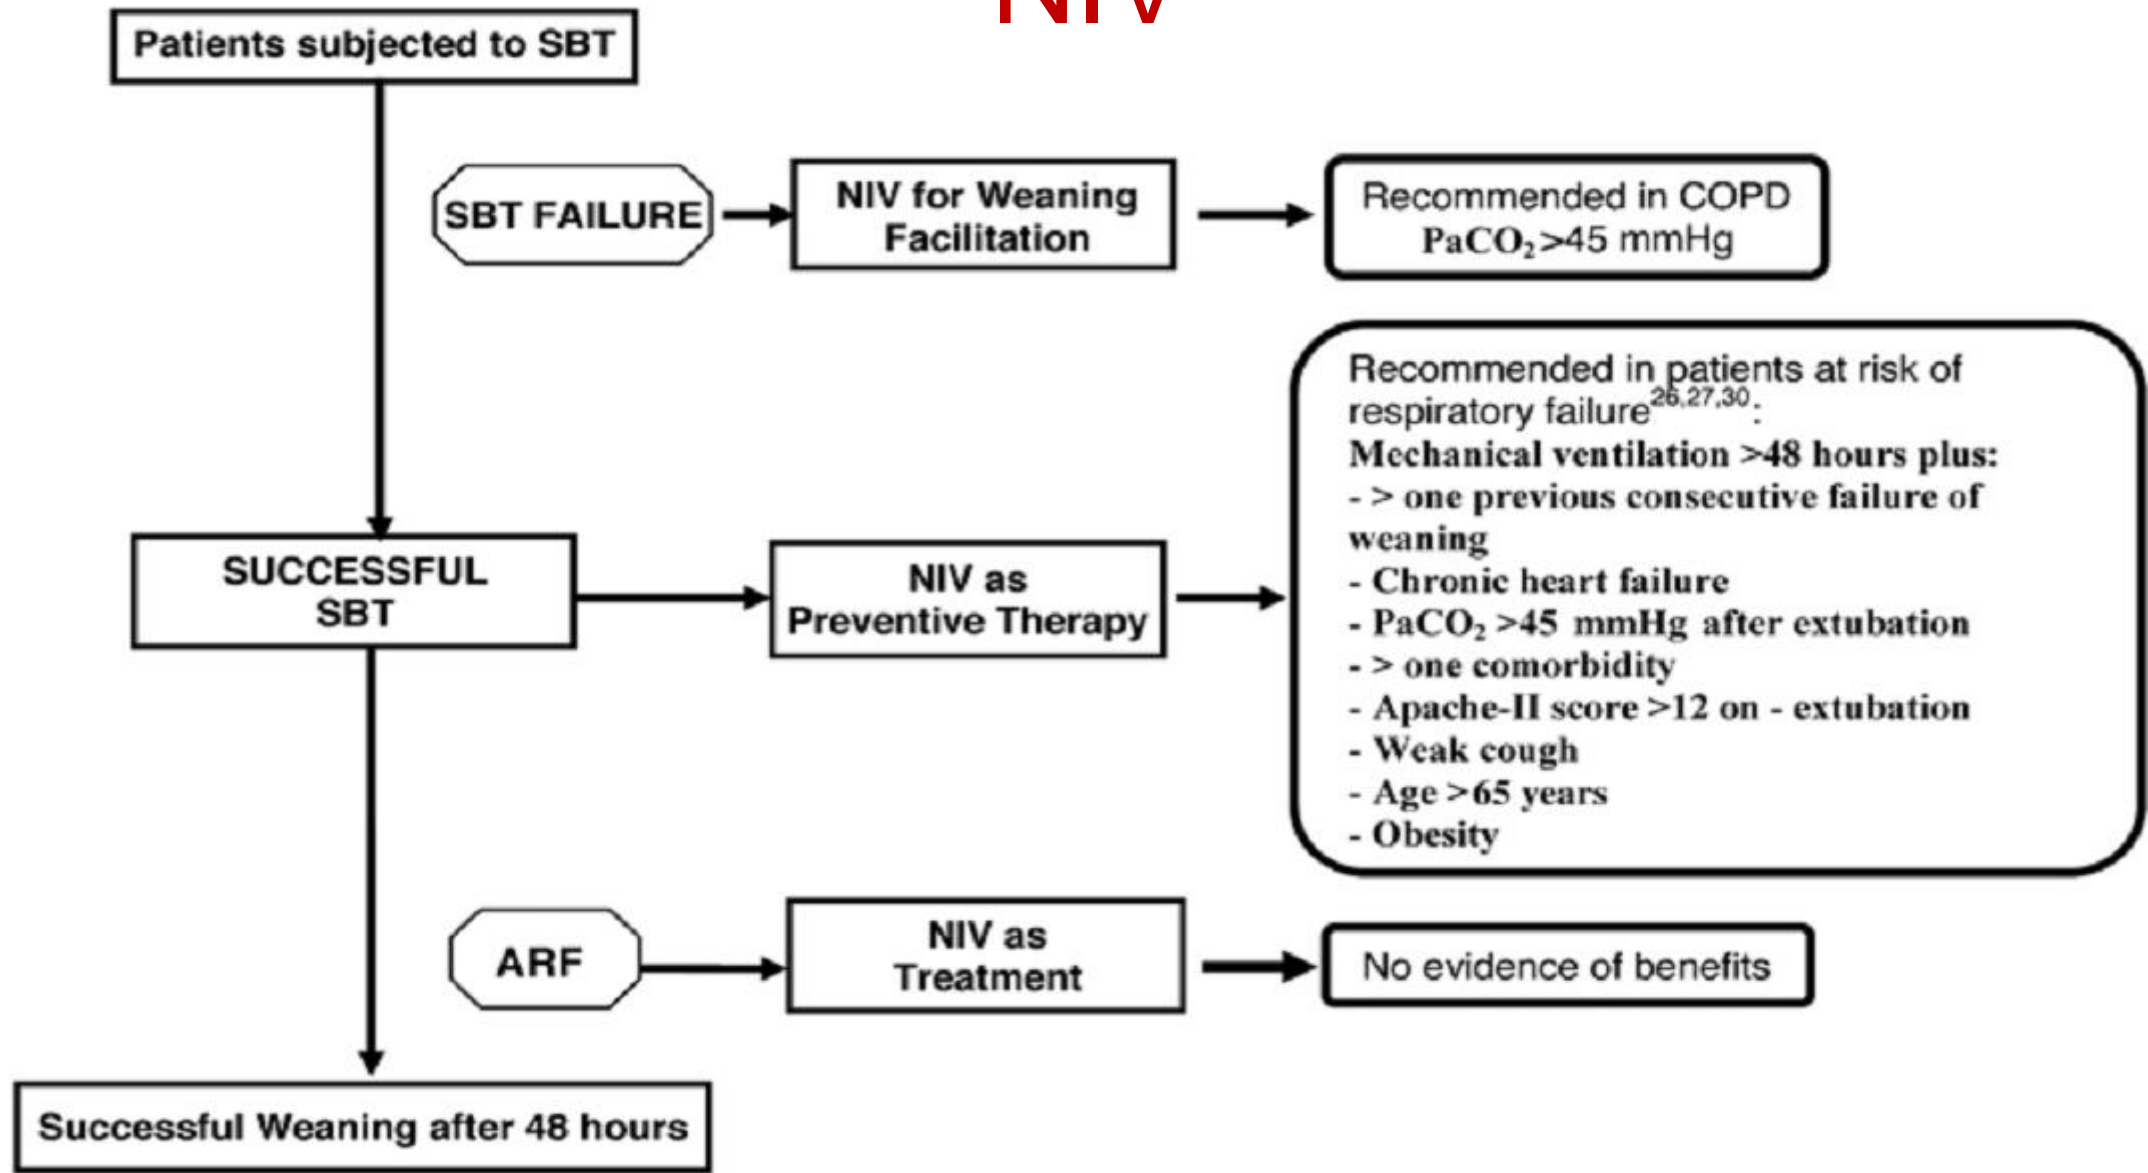 NIV
Patients subjected to SBT
SBT FAILURE
NIV for Weaning
Facilitation
Recommended in COPD
PaCO₂>45 mmHg
Recommended in patients at risk of
respiratory failure26,27,30:
Mechanical ventilation >48 hours plus:
- > one previous consecutive failure of
weaning
- Chronic heart failure
- PaCO₂ >45 mmHg after extubation
- > one comorbidity
- Apache-II score >12 on - extubation
- Weak cough
- Age >65 years
- Obesity
SUCCESSFUL
SBT
NIV as
Preventive Therapy
ARF
NIV as
Treatment
No evidence of benefits
Successful Weaning after 48 hours